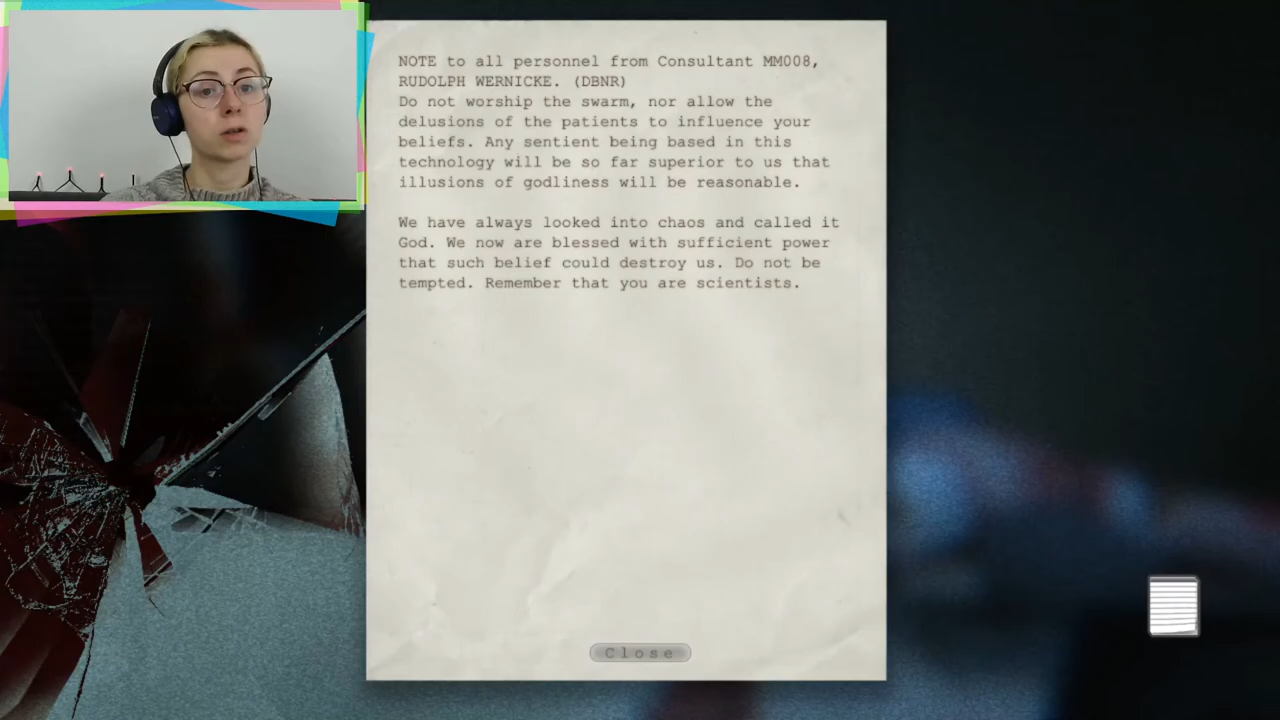 NOTE to all personnel from Consultant MM008,
RUDOLPH WERNICKE. (DBNR)
Do not worship the swarm, nor allow the
delusions of the patients to influence your
beliefs. Any sentient being based in this
technology will be so far superior to us that
illusions of godliness will be reasonable.
We have always looked into chaos and called it
God. We now are blessed with sufficient power
that such belief could destroy us. Do not be
tempted. Remember that you are scientists.
Close